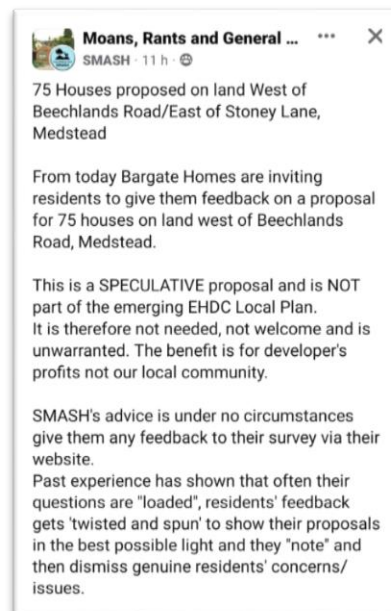 Moans, Rants and General ...
SMASH · 11 h ·
75 Houses proposed on land West of
Beechlands Road/East of Stoney Lane,
Medstead
From today Bargate Homes are inviting
residents to give them feedback on a proposal
for 75 houses on land west of Beechlands
Road, Medstead.
This is a SPECULATIVE proposal and is NOT
part of the emerging EHDC Local Plan.
It is therefore not needed, not welcome and is
unwarranted. The benefit is for developer's
profits not our local community.
SMASH's advice is under no circumstances
give them any feedback to their survey via their
website.
Past experience has shown that often their
questions are "loaded", residents' feedback
gets 'twisted and spun' to show their proposals
in the best possible light and they "note" and
then dismiss genuine residents' concerns/
issues.